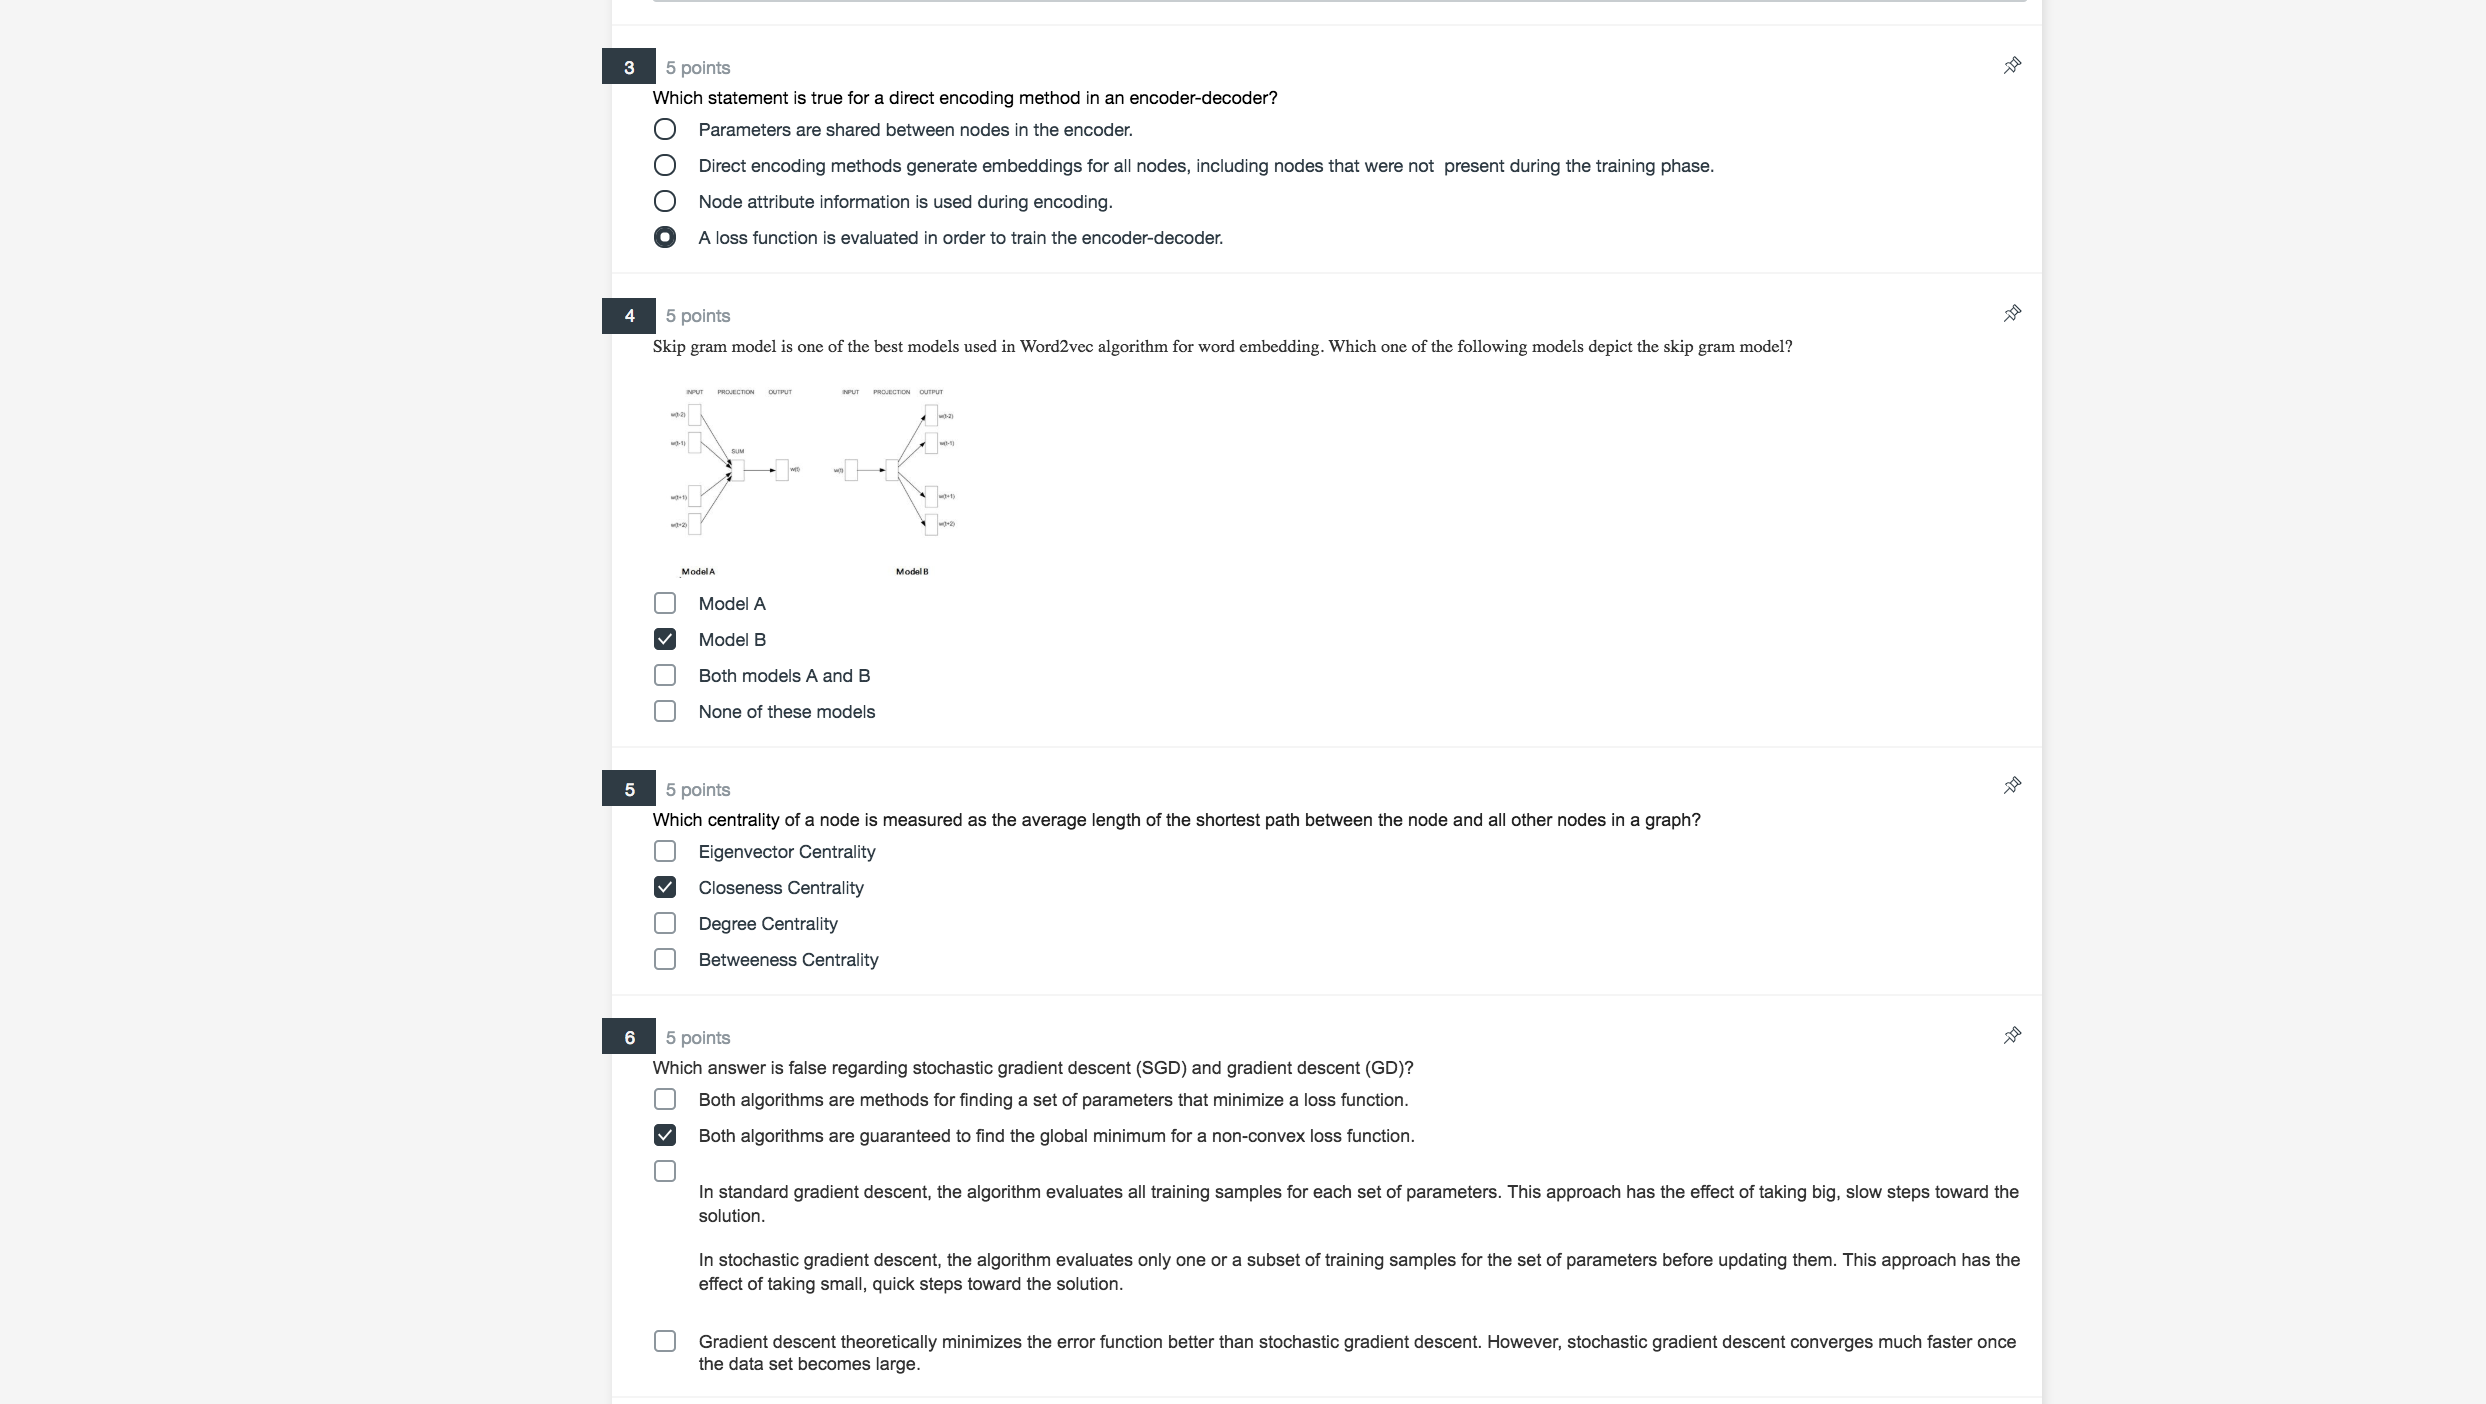 3
5 points
Which statement is true for a direct encoding method in an encoder-decoder?
Parameters are shared between nodes in the encoder.
Direct encoding methods generate embeddings for all nodes, including nodes that were not  present during the training phase.
Node attribute information is used during encoding.
A loss function is evaluated in order to train the encoder-decoder.
4
5 points
Skip gram model is one of the best models used in Word2vec algorithm for word embedding. Which one of the following models depict the skip gram model?
INPUT PROJECTION OUTPUT INPUT PROJECTION OUTPUT
w(t-2) w(t-2)
w(t-1) w(t-1)
SUM
w(t) w(t)
w(t+1) w(t+1)
w(t+2) w(t+2)
Model A Model B
Model A
Model B
Both models A and B
None of these models
5
5 points
Which centrality of a node is measured as the average length of the shortest path between the node and all other nodes in a graph?
Eigenvector Centrality
Closeness Centrality
Degree Centrality
Betweeness Centrality
6
5 points
Which answer is false regarding stochastic gradient descent (SGD) and gradient descent (GD)?
Both algorithms are methods for finding a set of parameters that minimize a loss function.
Both algorithms are guaranteed to find the global minimum for a non-convex loss function.
In standard gradient descent, the algorithm evaluates all training samples for each set of parameters. This approach has the effect of taking big, slow steps toward the
solution.
In stochastic gradient descent, the algorithm evaluates only one or a subset of training samples for the set of parameters before updating them. This approach has the
effect of taking small, quick steps toward the solution.
Gradient descent theoretically minimizes the error function better than stochastic gradient descent. However, stochastic gradient descent converges much faster once
the data set becomes large.